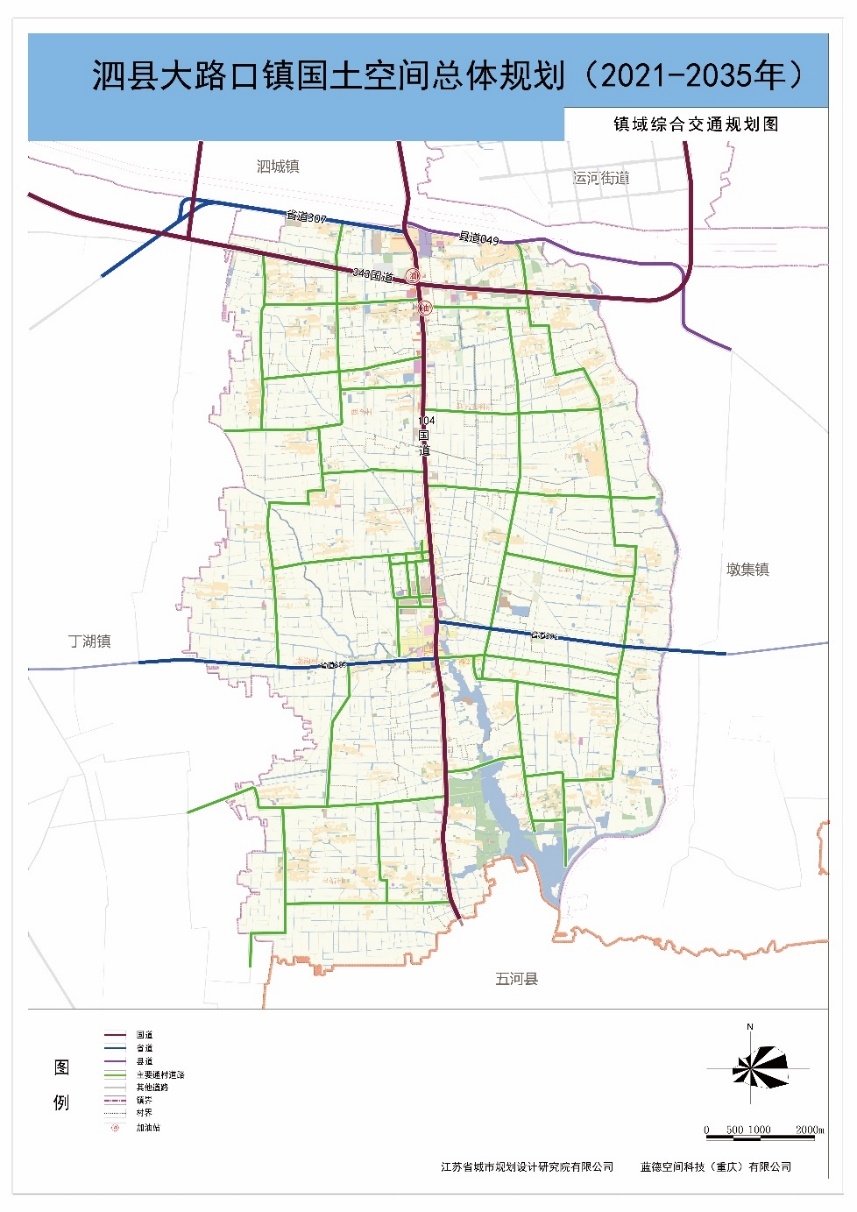 泗县大路口镇国土空间总体规划（2021-2035年）
镇域综合交通规划图
泗城镇
运河街道
省道307
县道049
343国道
油
油
104国道
墩集镇
丁湖镇
五河县
图例
国道
省道
县道
主要通村道路
其他道路
镇界
村界
加油站
N
0 500 1000 2000m
江苏省城市规划设计研究院有限公司 蓝德空间科技（重庆）有限公司